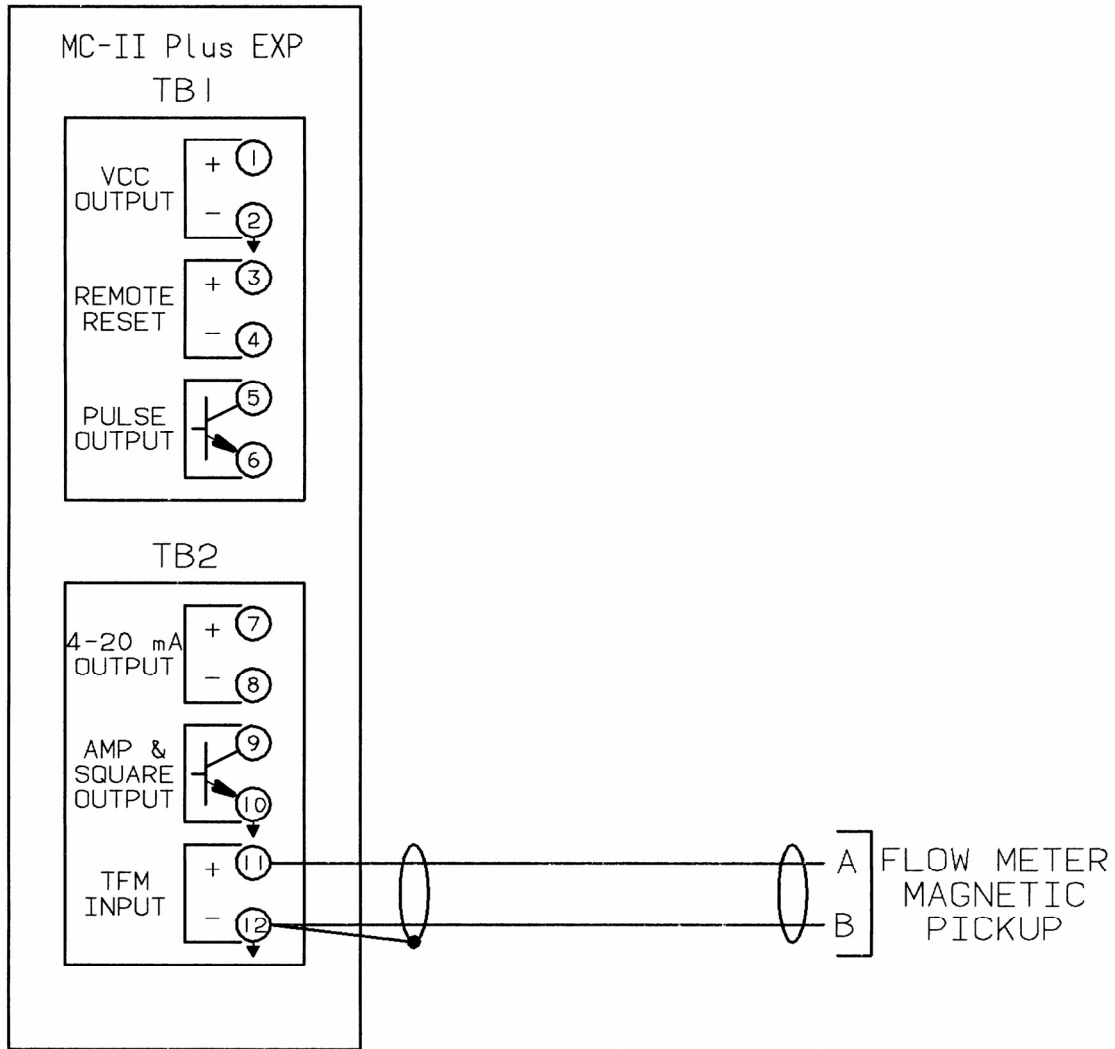 MC-II Plus EXP
TB1
VCC
OUTPUT
+ 1
- 2
REMOTE
RESET
+ 3
- 4
PULSE
OUTPUT
5
6
TB2
4-20 mA
OUTPUT
+ 7
- 8
AMP &
SQUARE
OUTPUT
9
10
TFM
INPUT
+ 11
- 12
A
B
FLOW METER
MAGNETIC
PICKUP